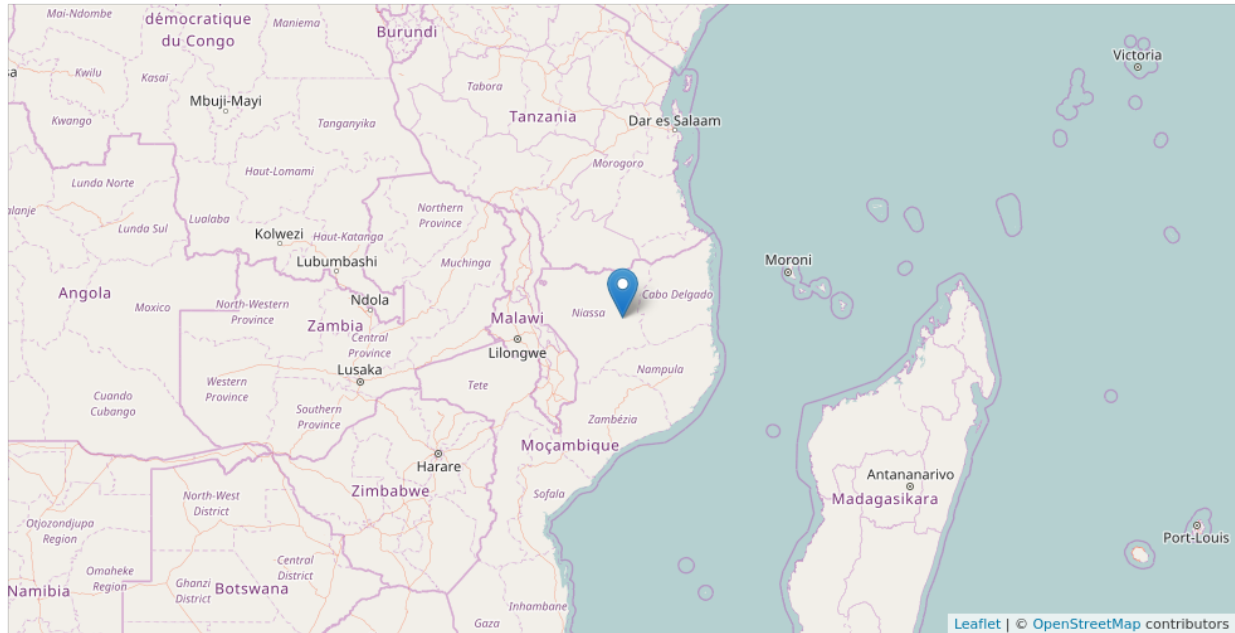 Mai-Ndombe
démocratique
du Congo
Maniema
Burundi
Victoria
Kwilu
Kasai
Tabora
Mbuji-Mayi
Kwango
Tanganyika
Tanzania
Dar es Salaam
Morogoro
Haut-Lomami
Lunda Norte
Lualaba
Northern
Province
Lunda Sul
Kolwezi
Haut-Katanga
Lubumbashi
Muchinga
Moroni
Angola
Moxico
North-Western
Province
Ndola
Zambia
Cabo Delgado
Niassa
Malawi
Central
Province
Lilongwe
Lusaka
Western
Province
Tete
Nampula
Cuando
Cubango
Southern
Province
Zambézia
Moçambique
Harare
Antananarivo
Madagasikara
Zimbabwe
Sofala
North-West
District
Otjozondjupa
Region
Port-Louis
Omaheke
Region
Central
District
Ghanzi
District
Botswana
Namibia
Inhambane
Gaza
Leaflet | © OpenStreetMap contributors